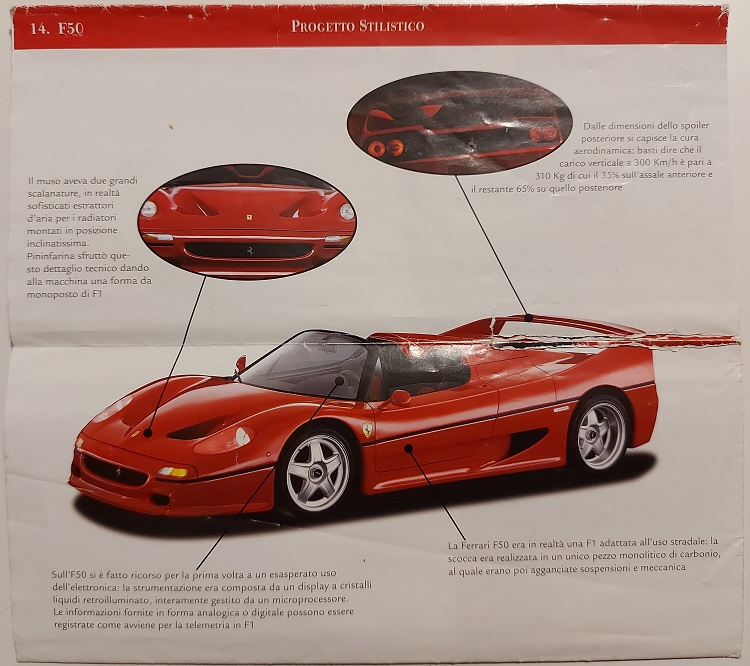 14. F50
PROGETTO STILISTICO
Dalle dimensioni dello spoiler
posteriore si capisce la cura
aerodinamica: basti dire che il
carico verticale a 300 Km/h è pari a
310 Kg di cui il 35% sull'assale anteriore e
il restante 65% su quello posteriore
Il muso aveva due grandi
scalanature, in realtà
sofisticati estrattori
d'aria per i radiatori
montati in posizione
inclinatissima.
Pininfarina sfruttò que-
sto dettaglio tecnico dando
alla macchina una forma da
monoposto di F1
La Ferrari F50 era in realtà una F1 adattata all'uso stradale: la
scocca era realizzata in un unico pezzo monolitico di carbonio,
al quale erano poi agganciate sospensioni e meccanica
Sull'F50 si è fatto ricorso per la prima volta a un esasperato uso
dell'elettronica: la strumentazione era composta da un display a cristalli
liquidi retroilluminato, interamente gestito da un microprocessore.
Le informazioni fornite in forma analogica o digitale possono essere
registrate come avviene per la telemetria in F1